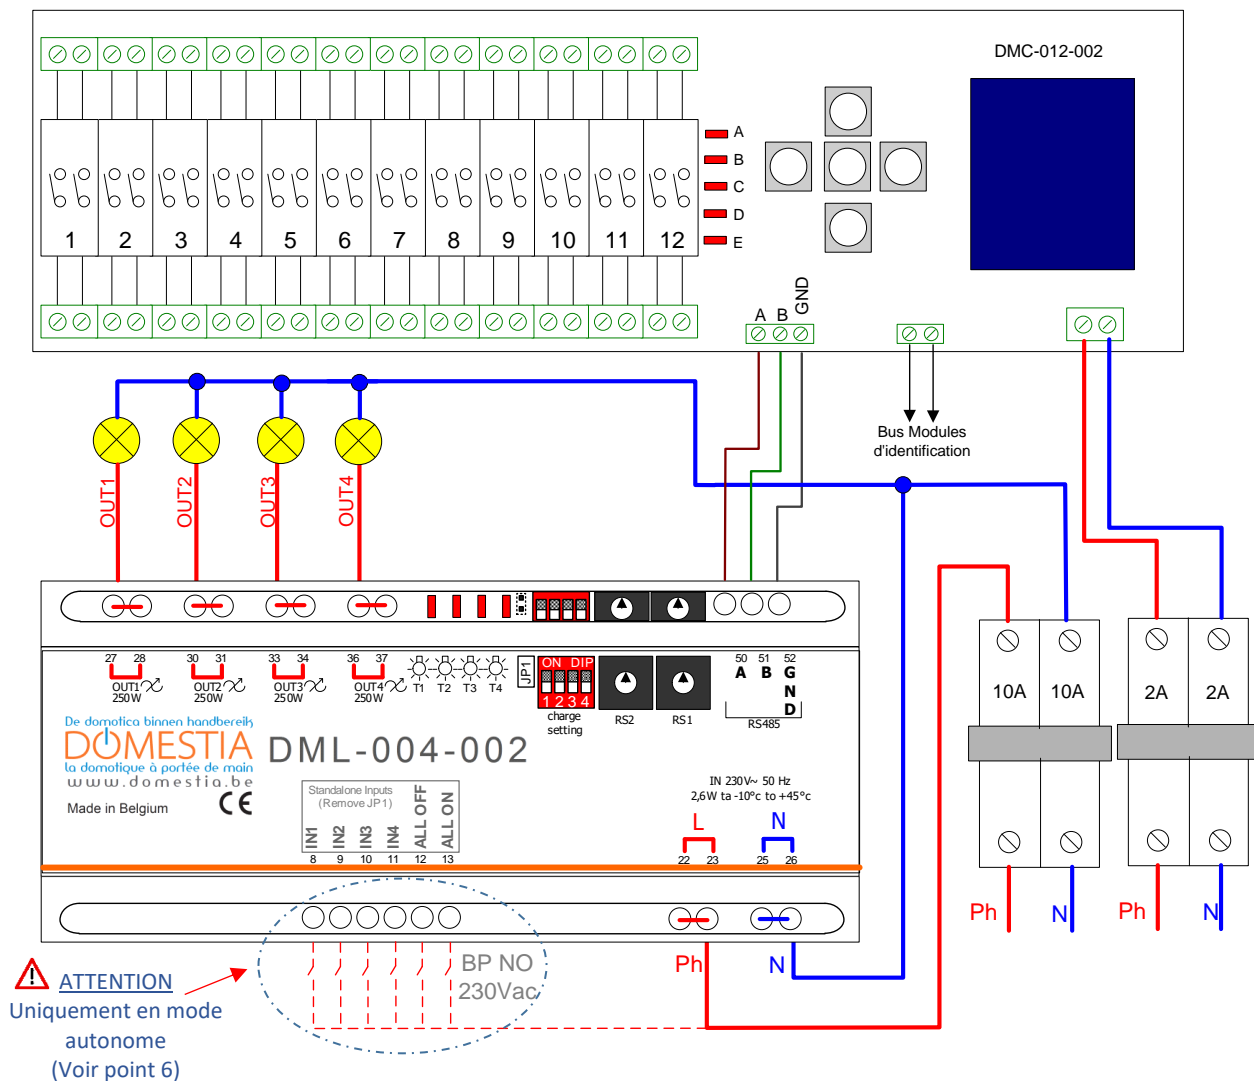 DMC-012-002
A
B
C
D
E
1 2 3 4 5 6 7 8 9 10 11 12
A B GND
Bus Modules
d'identification
OUT1 OUT2 OUT3 OUT4
27 28 30 31 33 34 36 37
OUT1 OUT2 OUT3 OUT4
250W 250W 250W 250W
T1 T2 T3 T4
JP1
ON DIP
1 2 3 4
charge
setting
RS2 RS1
50 51 52
A B GND
RS485
10A 10A 2A 2A
De domotica binnen handbereik
DOMESTIA
la domotique à portée de main
www.domestia.be
Made in Belgium
CE
DML-004-002
Standalone Inputs
(Remove JP1)
IN1 IN2 IN3 IN4 ALL OFF ALL ON
8 9 10 11 12 13
IN 230V~ 50 Hz
2,6W ta -10°c to +45°c
L N
22 23 25 26
Ph N Ph N
Ph N
BP NO
230Vac
ATTENTION
Uniquement en mode
autonome
(Voir point 6)